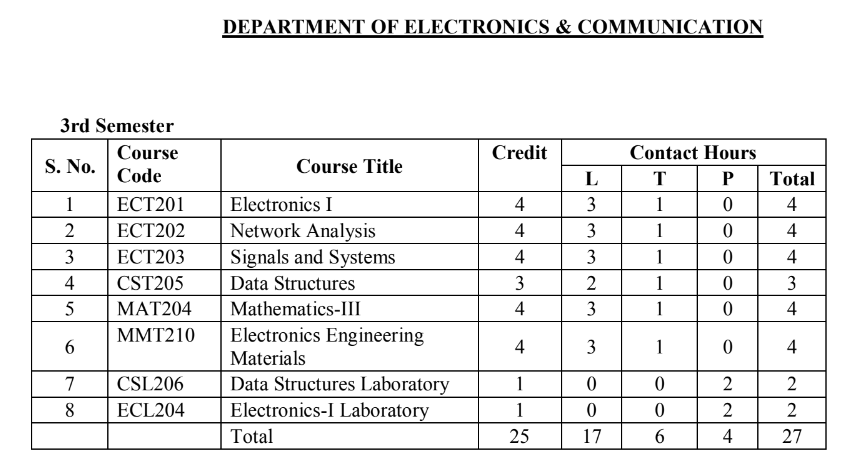 DEPARTMENT OF ELECTRONICS & COMMUNICATION
3rd Semester
S. No. Course Code Course Title Credit Contact Hours
L T P Total
1 ECT201 Electronics I 4 3 1 0 4
2 ECT202 Network Analysis 4 3 1 0 4
3 ECT203 Signals and Systems 4 3 1 0 4
4 CST205 Data Structures 3 2 1 0 3
5 MAT204 Mathematics-III 4 3 1 0 4
6 MMT210 Electronics Engineering Materials 4 3 1 0 4
7 CSL206 Data Structures Laboratory 1 0 0 2 2
8 ECL204 Electronics-I Laboratory 1 0 0 2 2
Total 25 17 6 4 27